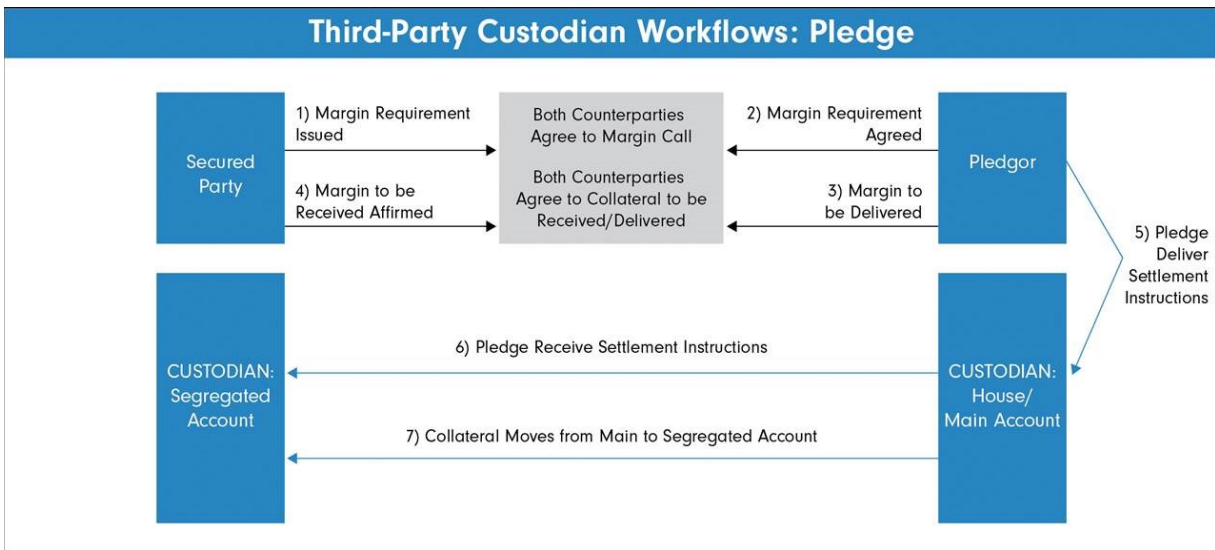 Third-Party Custodian Workflows: Pledge
Secured
Party
1) Margin Requirement
Issued
4) Margin to be
Received Affirmed
Both Counterparties
Agree to Margin Call
Both Counterparties
Agree to Collateral to be
Received/Delivered
2) Margin Requirement
Agreed
3) Margin to
be Delivered
Pledgor
5) Pledge
Deliver
Settlement
Instructions
CUSTODIAN:
Segregated
Account
6) Pledge Receive Settlement Instructions
7) Collateral Moves from Main to Segregated Account
CUSTODIAN:
House/
Main Account